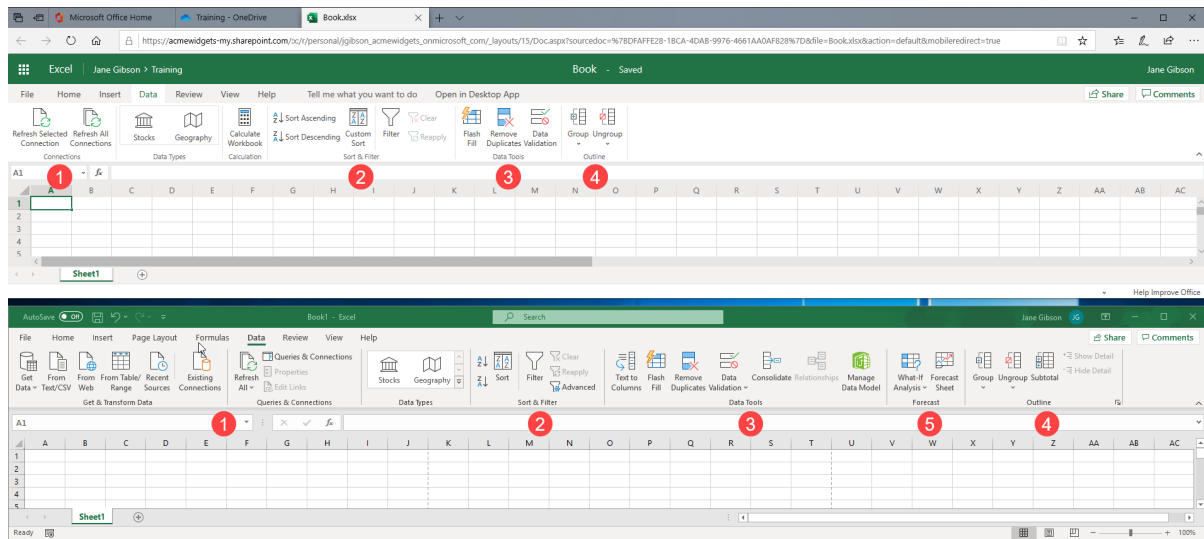 Microsoft Office Home Training - OneDrive Book.xlsx
https://acmewidgets-my.sharepoint.com/:x:/r/personal/jgibson_acmewidgets_onmicrosoft_com/_layouts/15/Doc.aspx?sourcedoc=%7BDFAFFE28-1BCA-4DAB-9976-4661AA0AF828%7D&file=Book.xlsx&action=default&mobileredirect=true
Excel Jane Gibson > Training Book - Saved Jane Gibson
File Home Insert Data Review View Help Tell me what you want to do Open in Desktop App Share Comments
Refresh Selected Connection Refresh All Connections Stocks Geography Calculate Workbook Sort Ascending Sort Descending Custom Sort Filter Clear Reapply Flash Fill Remove Duplicates Data Validation Group Ungroup
Connections Data Types Calculation Sort & Filter Data Tools Outline
A1 1 fx 2 3 4
A B C D E F G H I J K L M N O P Q R S T U V W X Y Z AA AB AC
1
2
3
4
5
Sheet1
Help Improve Office
AutoSave Off Book1 - Excel Search Jane Gibson JG
File Home Insert Page Layout Formulas Data Review View Help Share Comments
Get Data From Text/CSV From Web From Table/ Range Recent Sources Existing Connections Refresh All Queries & Connections Properties Edit Links Stocks Geography Sort Filter Clear Reapply Advanced Text to Columns Flash Fill Remove Duplicates Data Validation Consolidate Relationships Manage Data Model What-If Analysis Forecast Sheet Group Ungroup Subtotal Show Detail Hide Detail
Get & Transform Data Queries & Connections Data Types Sort & Filter Data Tools Forecast Outline
A1 1 fx 2 3 5 4
A B C D E F G H I J K L M N O P Q R S T U V W X Y Z AA AB AC
1
2
3
4
5
Sheet1
Ready 100%